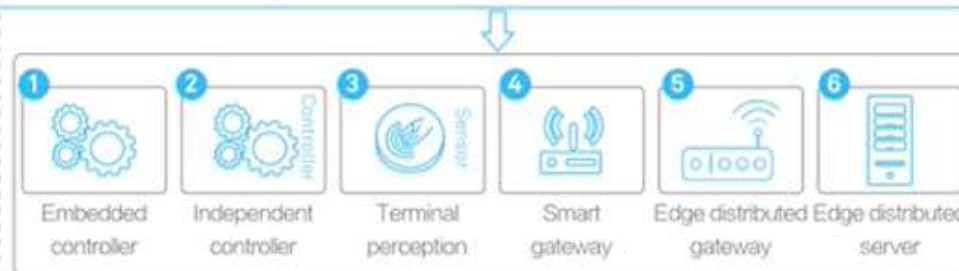 1
2
3
4
5
6
Controller
Sensor
Embedded
controller
Independent
controller
Terminal
perception
Smart
gateway
Edge distributed
gateway
Edge distributed
server